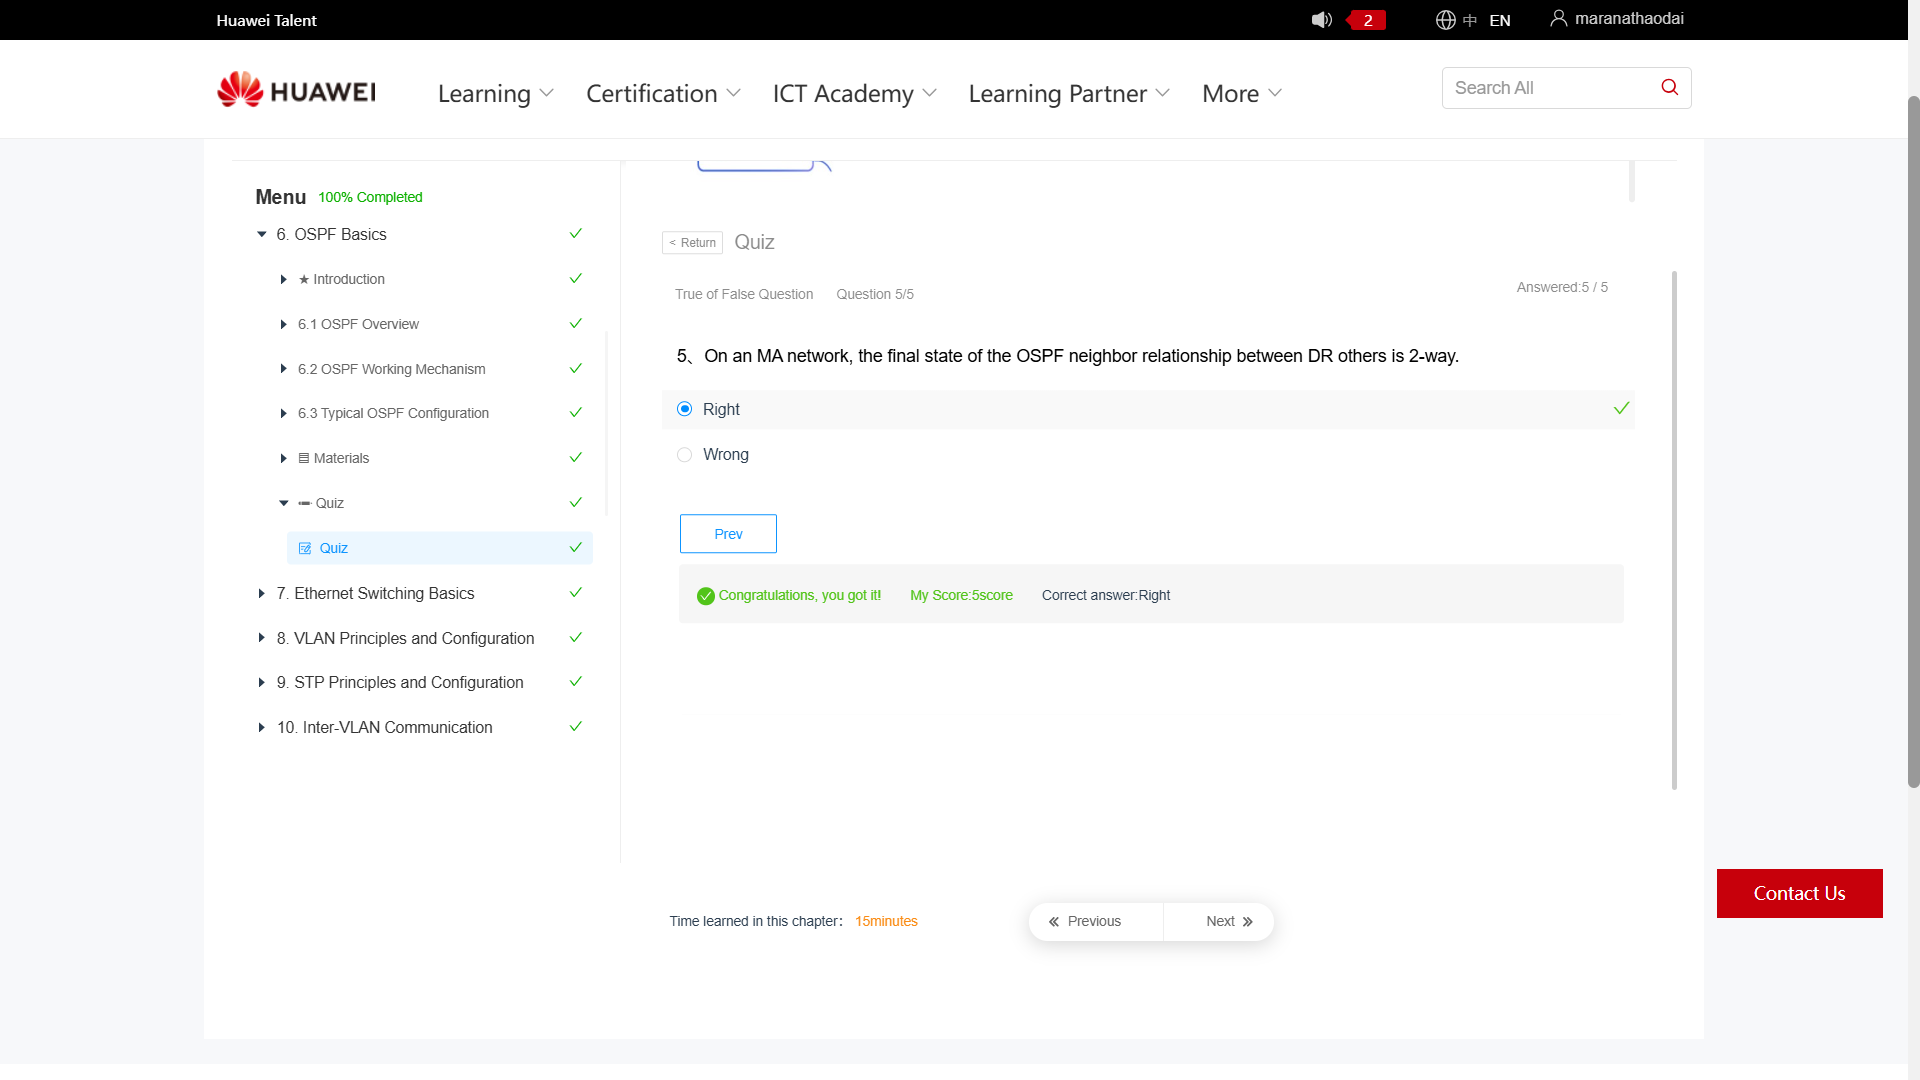 Huawei Talent
2
中 EN
maranathaodai
HUAWEI
Learning
Certification
ICT Academy
Learning Partner
More
Search All
Menu 100% Completed
6. OSPF Basics
★ Introduction
6.1 OSPF Overview
6.2 OSPF Working Mechanism
6.3 Typical OSPF Configuration
Materials
Quiz
Quiz
7. Ethernet Switching Basics
8. VLAN Principles and Configuration
9. STP Principles and Configuration
10. Inter-VLAN Communication
< Return Quiz
True of False Question Question 5/5
Answered:5 / 5
5、On an MA network, the final state of the OSPF neighbor relationship between DR others is 2-way.
Right
Wrong
Prev
Congratulations, you got it! My Score:5score Correct answer:Right
Time learned in this chapter： 15minutes
« Previous
Next »
Contact Us